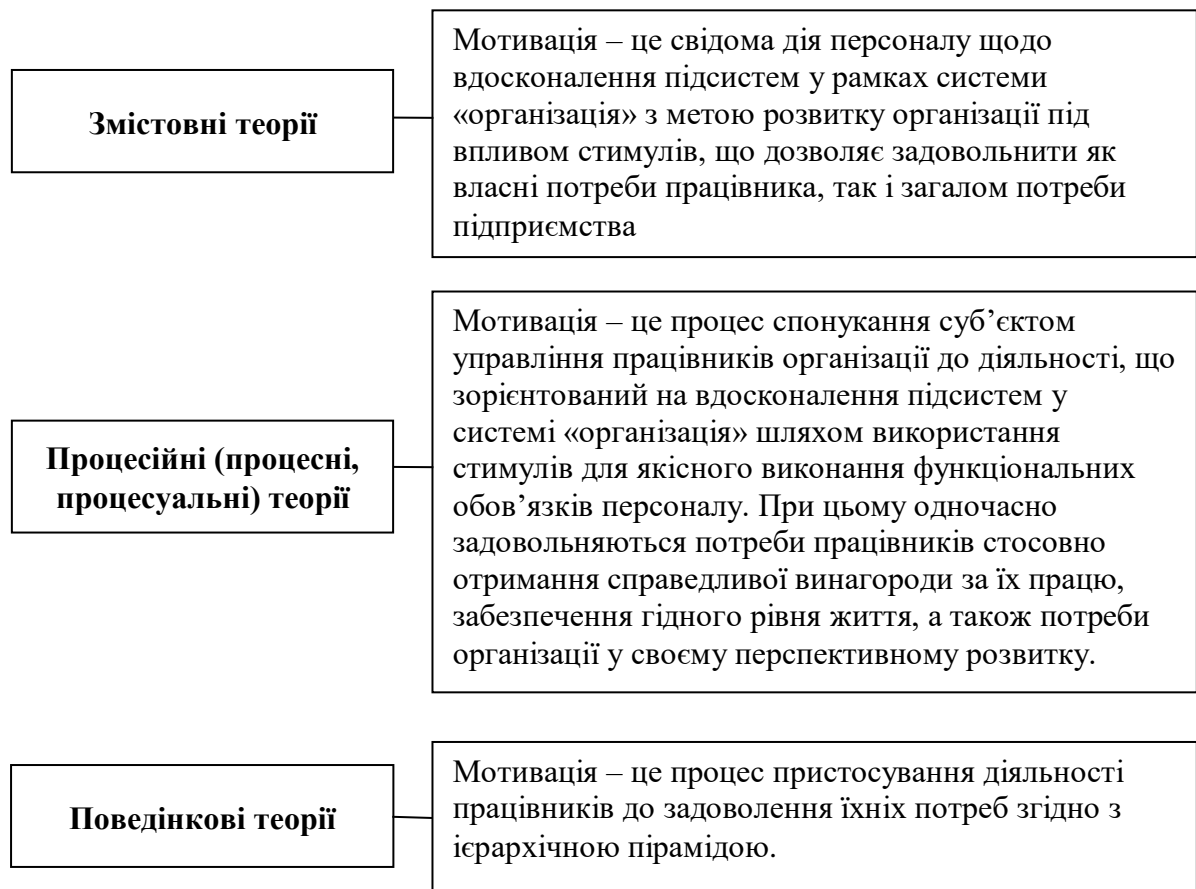 Змістовні теорії
Мотивація – це свідома дія персоналу щодо
вдосконалення підсистем у рамках системи
«організація» з метою розвитку організації під
впливом стимулів, що дозволяє задовольнити як
власні потреби працівника, так і загалом потреби
підприємства
Процесійні (процесні,
процесуальні) теорії
Мотивація – це процес спонукання суб’єктом
управління працівників організації до діяльності, що
зорієнтований на вдосконалення підсистем у
системі «організація» шляхом використання
стимулів для якісного виконання функціональних
обов’язків персоналу. При цьому одночасно
задовольняються потреби працівників стосовно
отримання справедливої винагороди за їх працю,
забезпечення гідного рівня життя, а також потреби
організації у своєму перспективному розвитку.
Поведінкові теорії
Мотивація – це процес пристосування діяльності
працівників до задоволення їхніх потреб згідно з
ієрархічною пірамідою.